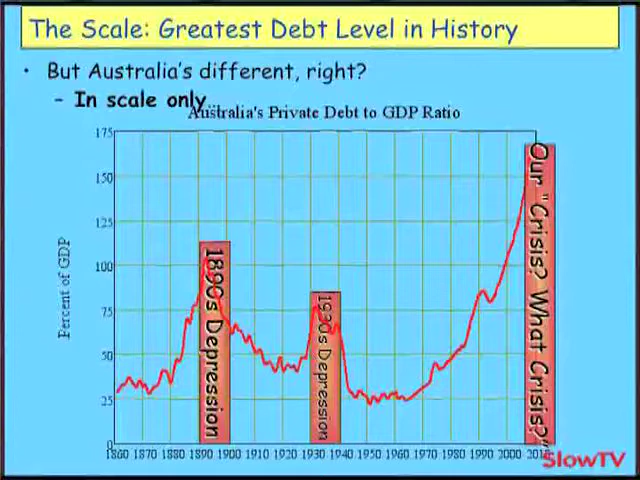 The Scale: Greatest Debt Level in History
• But Australia's different, right?
– In scale only...
Australia's Private Debt to GDP Ratio
175
150
125
100
75
50
25
0
Percent of GDP
1890s Depression
1930s Depression
Our "Crisis? What Crisis?"
1860 1870 1880 1890 1900 1910 1920 1930 1940 1950 1960 1970 1980 1990 2000 2010
SlowTV